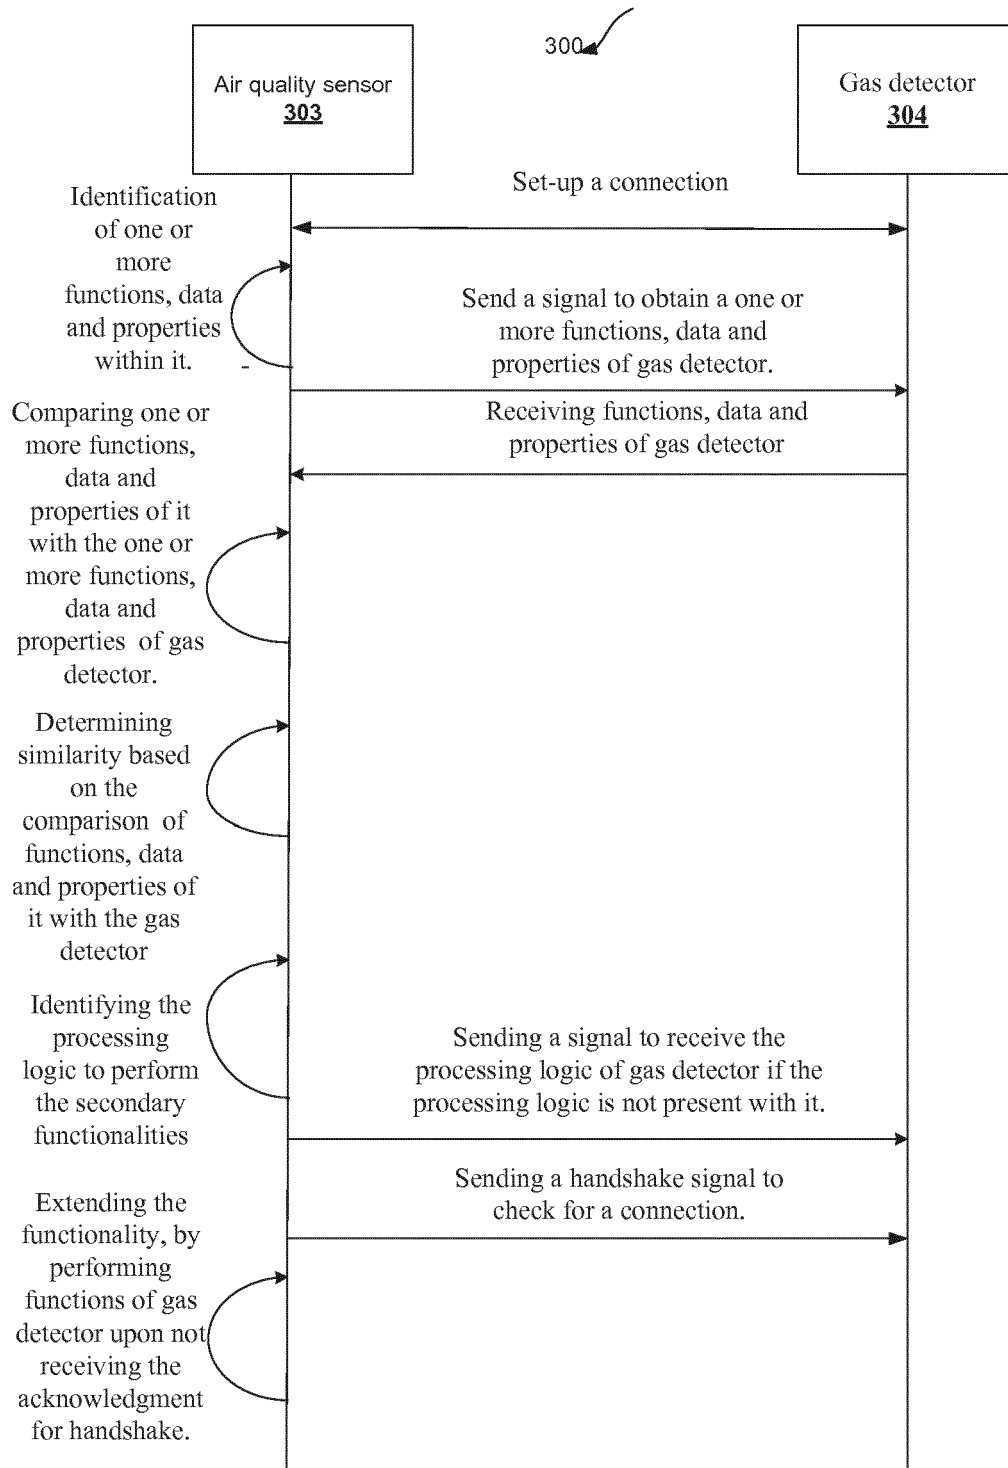 300
Air quality sensor
303
Gas detector
304
Set-up a connection
Identification
of one or
more
functions, data
and properties
within it.
Send a signal to obtain a one or
more functions, data and
properties of gas detector.
Receiving functions, data and
properties of gas detector
Comparing one or
more functions,
data and
properties of it
with the one or
more functions,
data and
properties of gas
detector.
Determining
similarity based
on the
comparison of
functions, data
and properties of
it with the gas
detector
Identifying the
processing
logic to perform
the secondary
functionalities
Sending a signal to receive the
processing logic of gas detector if the
processing logic is not present with it.
Sending a handshake signal to
check for a connection.
Extending the
functionality, by
performing
functions of gas
detector upon not
receiving the
acknowledgment
for handshake.